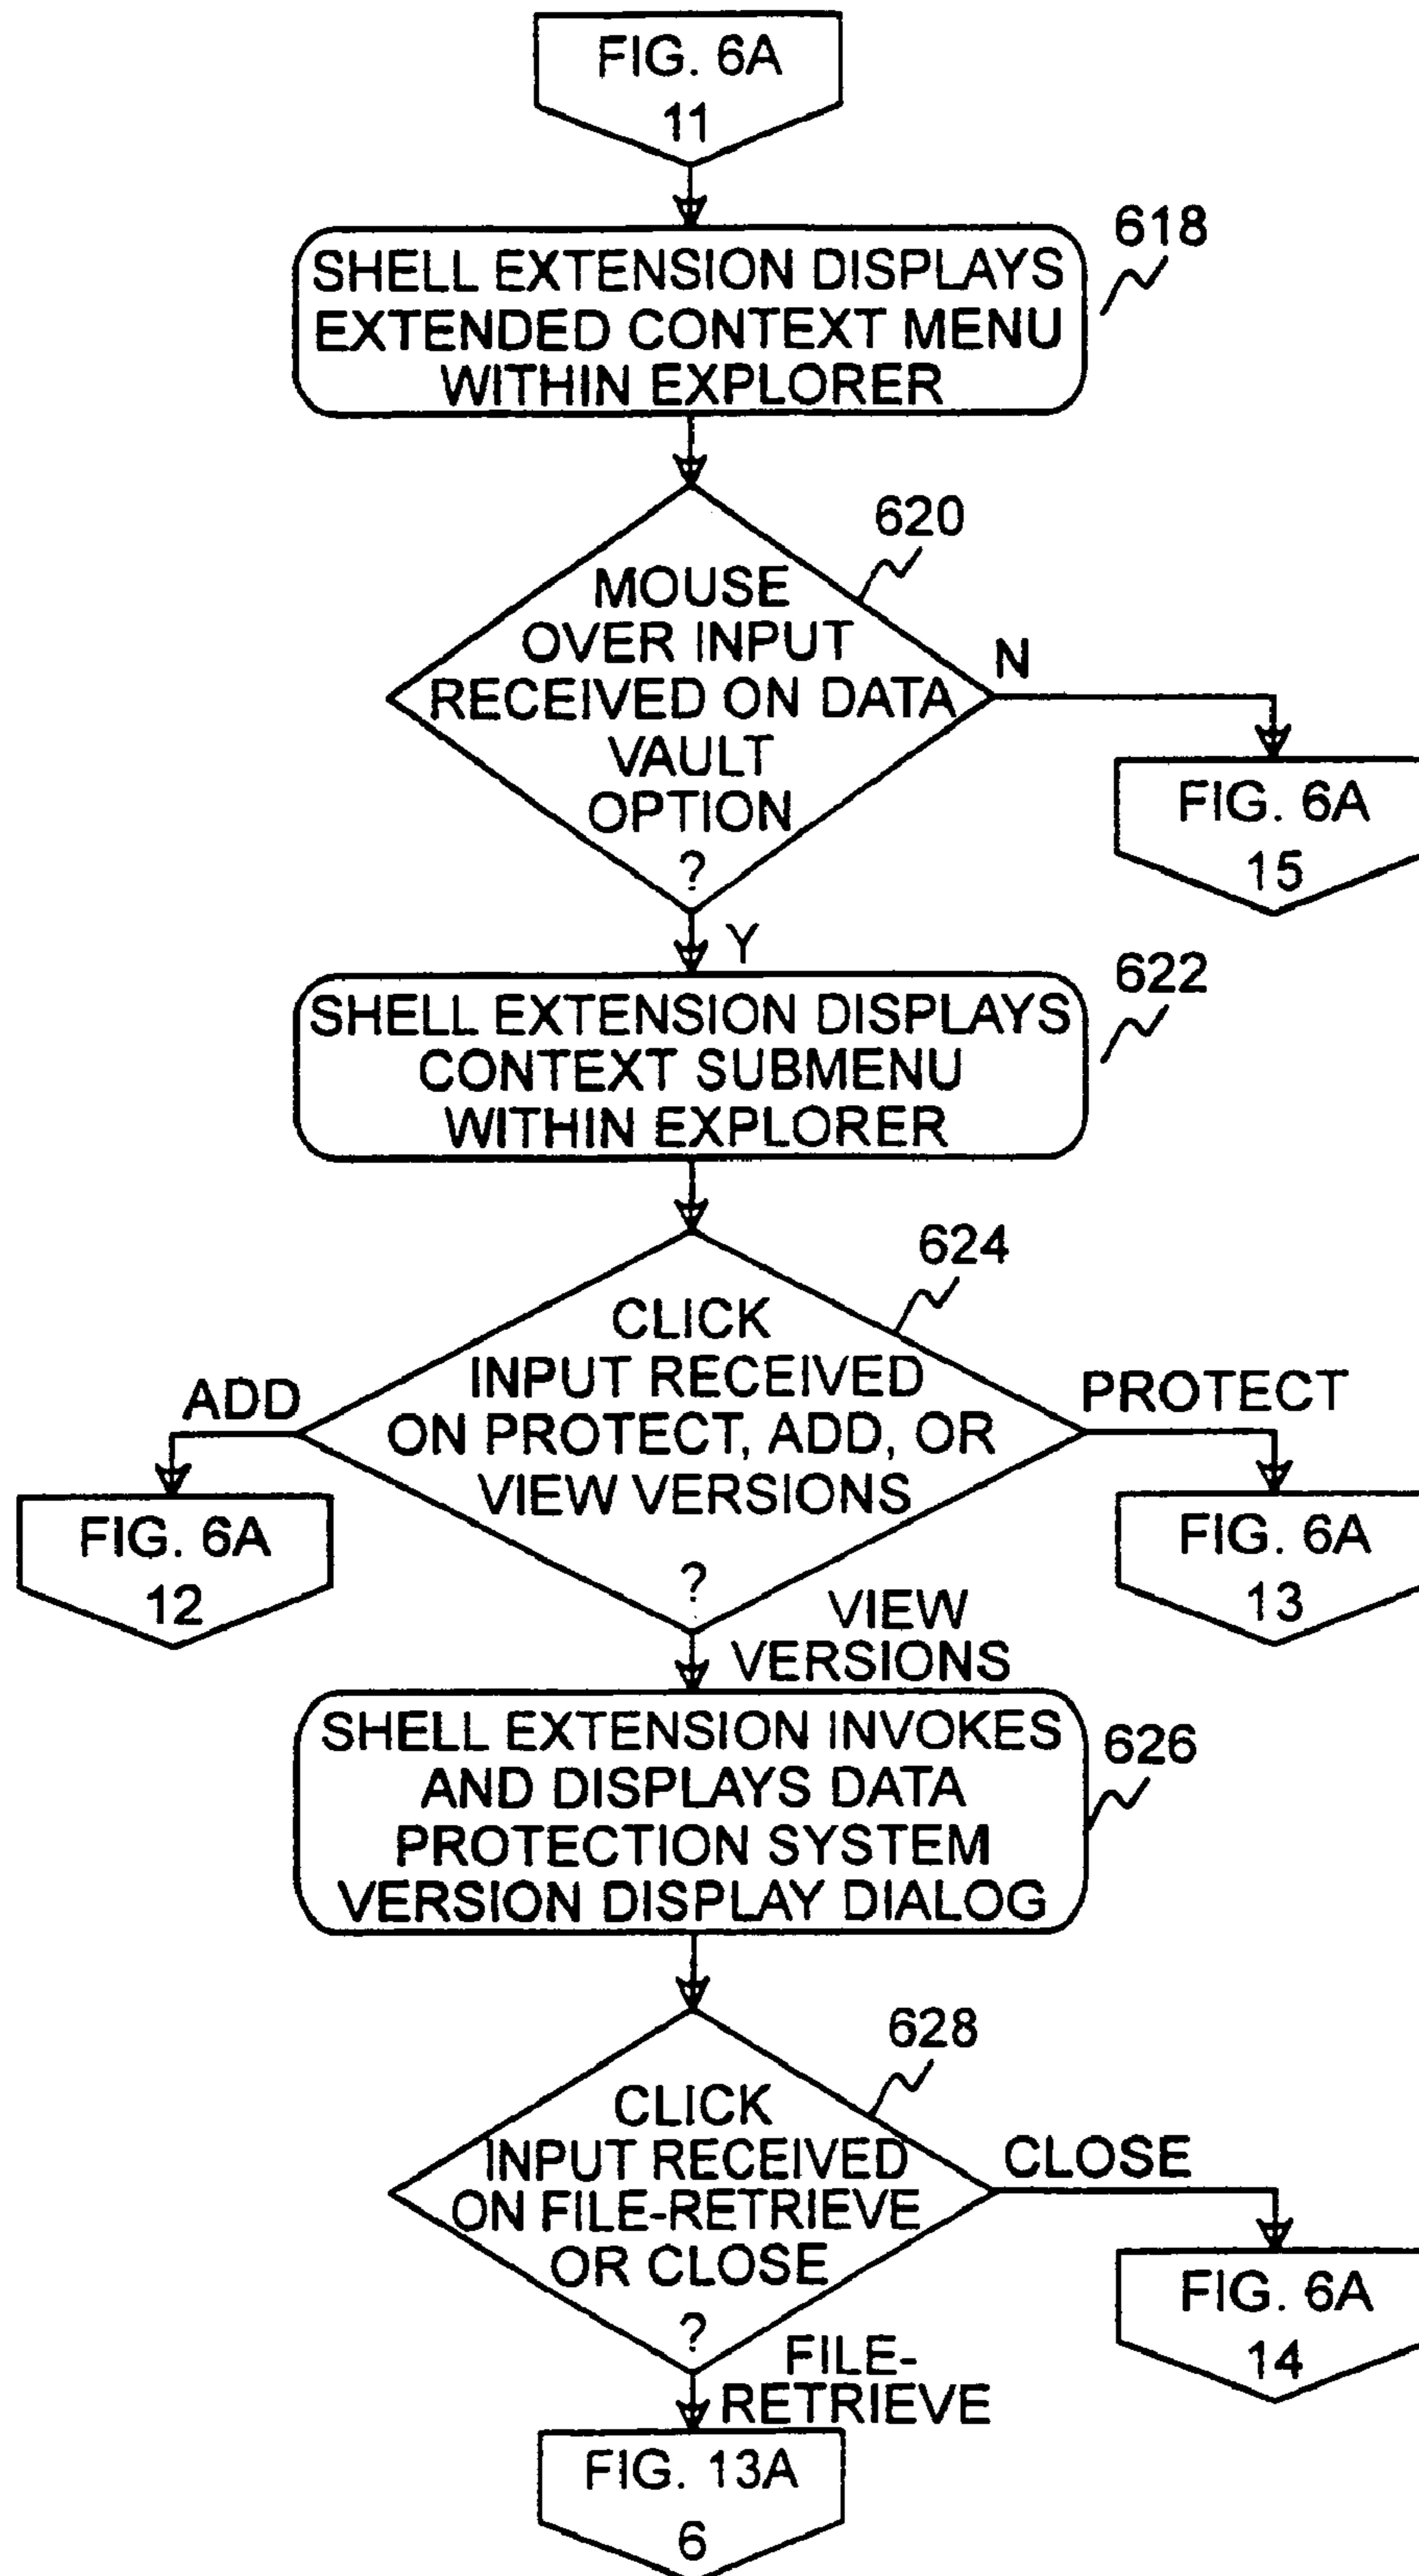 FIG. 6A
11
618
SHELL EXTENSION DISPLAYS
EXTENDED CONTEXT MENU
WITHIN EXPLORER
620
MOUSE
OVER INPUT
RECEIVED ON DATA
VAULT
OPTION
?
N
FIG. 6A
15
Y
622
SHELL EXTENSION DISPLAYS
CONTEXT SUBMENU
WITHIN EXPLORER
624
CLICK
INPUT RECEIVED
ON PROTECT, ADD, OR
VIEW VERSIONS
?
ADD
FIG. 6A
12
PROTECT
FIG. 6A
13
VIEW
VERSIONS
SHELL EXTENSION INVOKES
AND DISPLAYS DATA
PROTECTION SYSTEM
VERSION DISPLAY DIALOG
626
628
CLICK
INPUT RECEIVED
ON FILE-RETRIEVE
OR CLOSE
?
CLOSE
FIG. 6A
14
FILE-
RETRIEVE
FIG. 13A
6